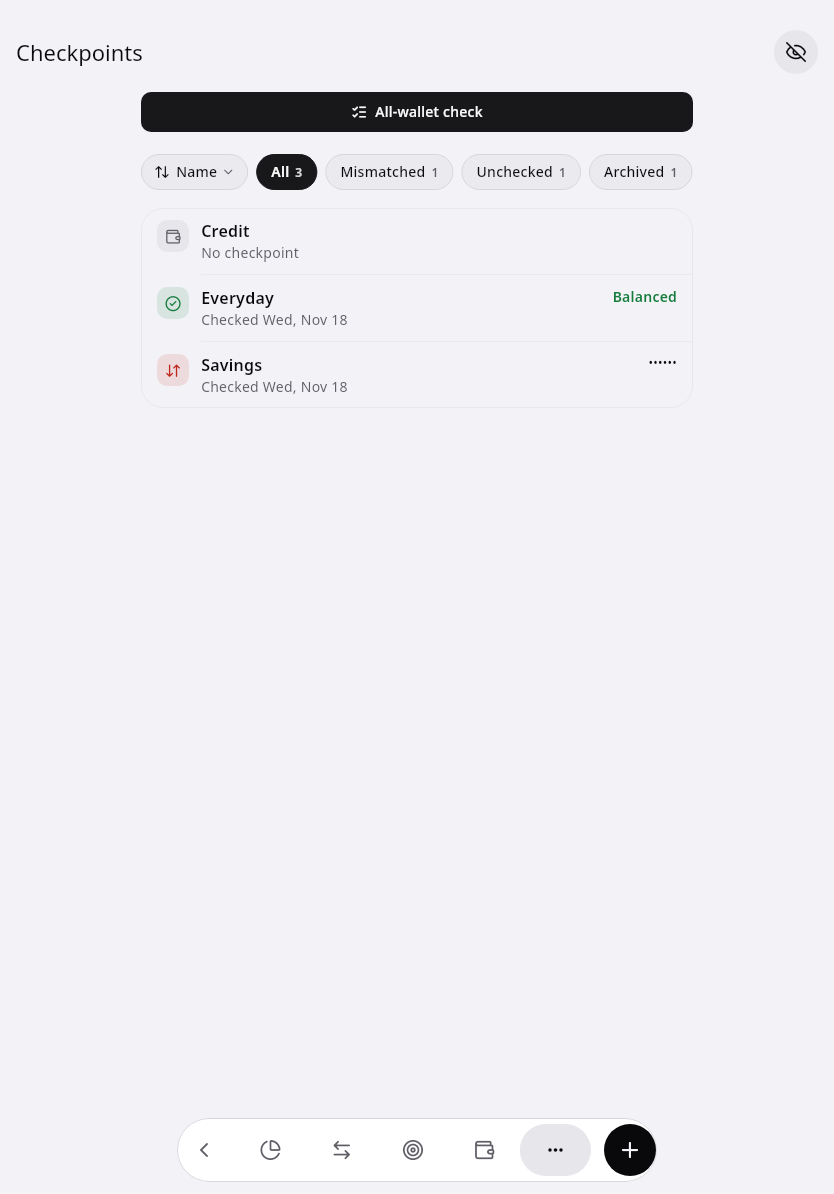 Checkpoints
All-wallet check
Name All 3 Mismatched 1 Unchecked 1 Archived 1
Credit
No checkpoint
Everyday Balanced
Checked Wed, Nov 18
Savings ••••••
Checked Wed, Nov 18